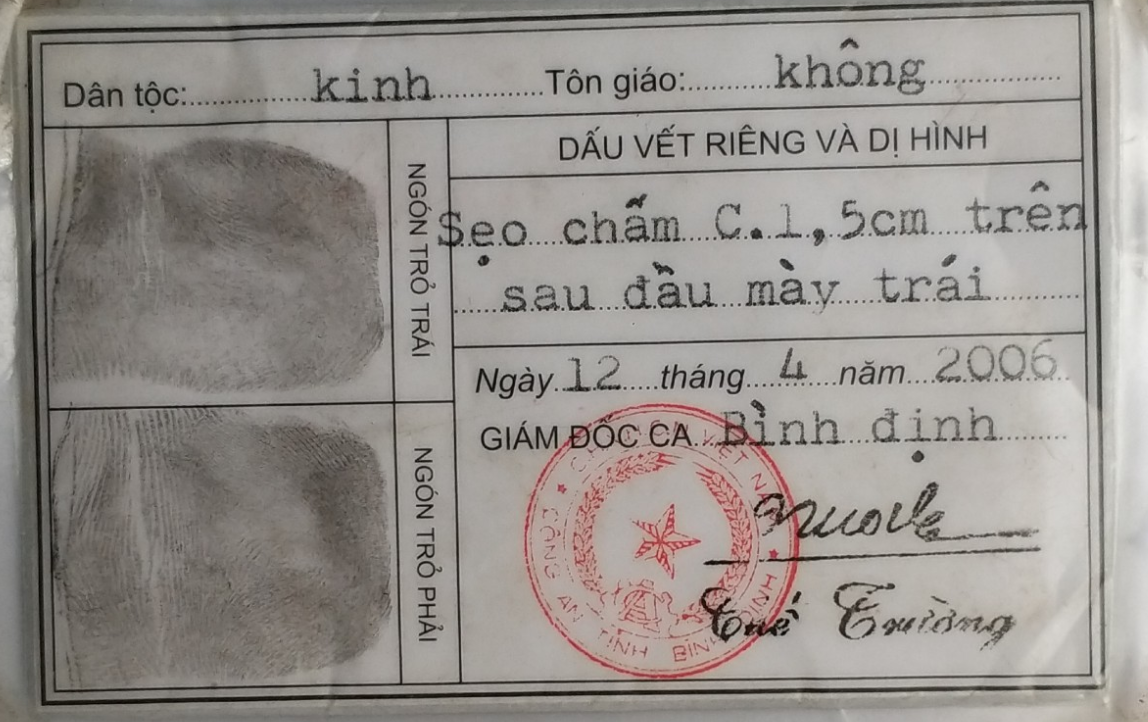 Dân tộc: kinh Tôn giáo: không
DẤU VẾT RIÊNG VÀ DỊ HÌNH
Sẹo chấm C.1,5cm trên
sau đầu mày trái
NGÓN TRỎ TRÁI
Ngày 12 tháng 4 năm 2006
GIÁM ĐỐC CA Bình định
NGÓN TRỎ PHẢI
VIỆT NAM
CÔNG AN TỈNH BÌNH ĐỊNH
Trường